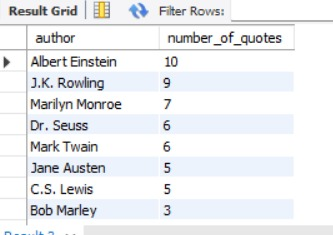 Result Grid Filter Rows:
author number_of_quotes
Albert Einstein 10
J.K. Rowling 9
Marilyn Monroe 7
Dr. Seuss 6
Mark Twain 6
Jane Austen 5
C.S. Lewis 5
Bob Marley 3